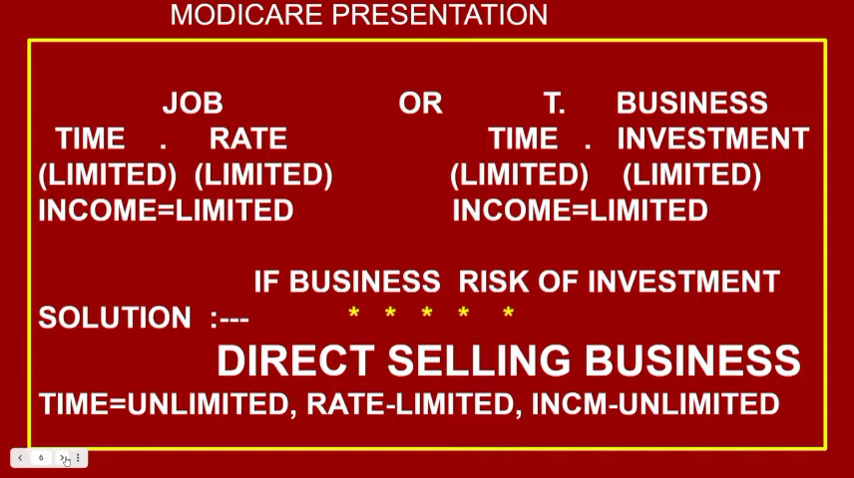 MODICARE PRESENTATION
JOB OR T. BUSINESS
TIME . RATE TIME . INVESTMENT
(LIMITED) (LIMITED) (LIMITED) (LIMITED)
INCOME=LIMITED INCOME=LIMITED
IF BUSINESS RISK OF INVESTMENT
SOLUTION :--- * * * * *
DIRECT SELLING BUSINESS
TIME=UNLIMITED, RATE-LIMITED, INCM-UNLIMITED
6